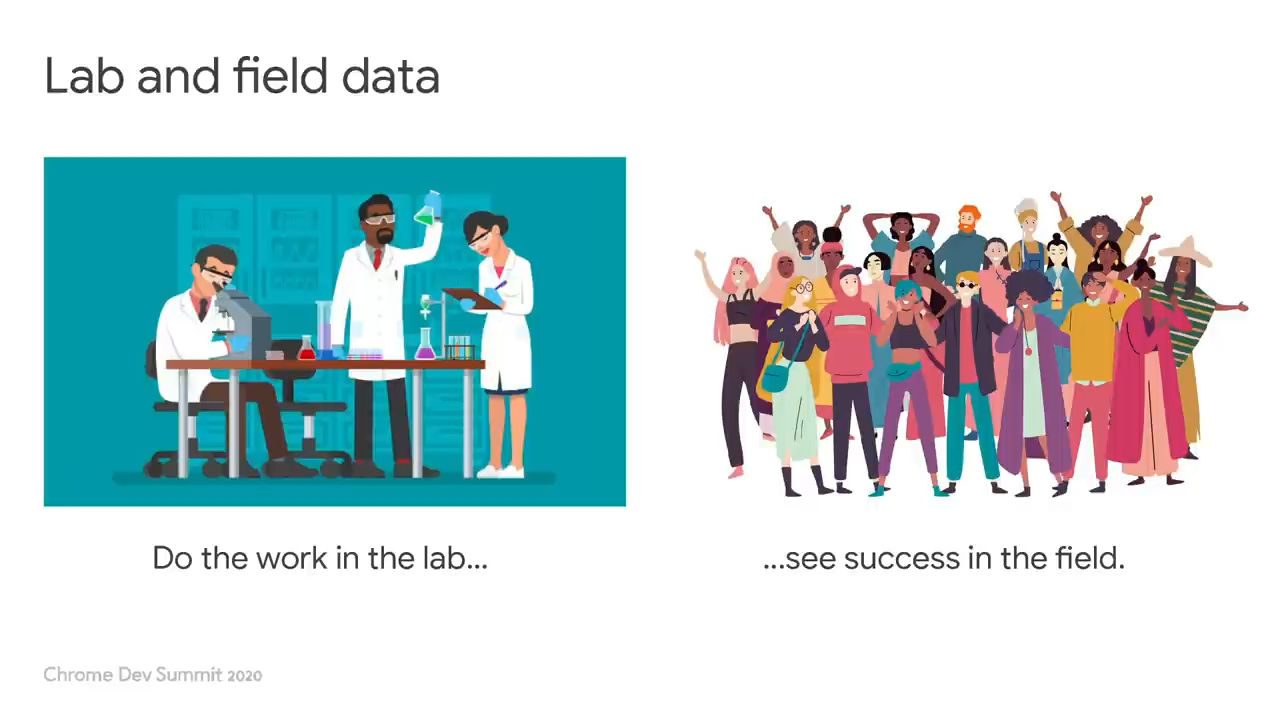 Lab and field data
Do the work in the lab...
...see success in the field.
Chrome Dev Summit 2020